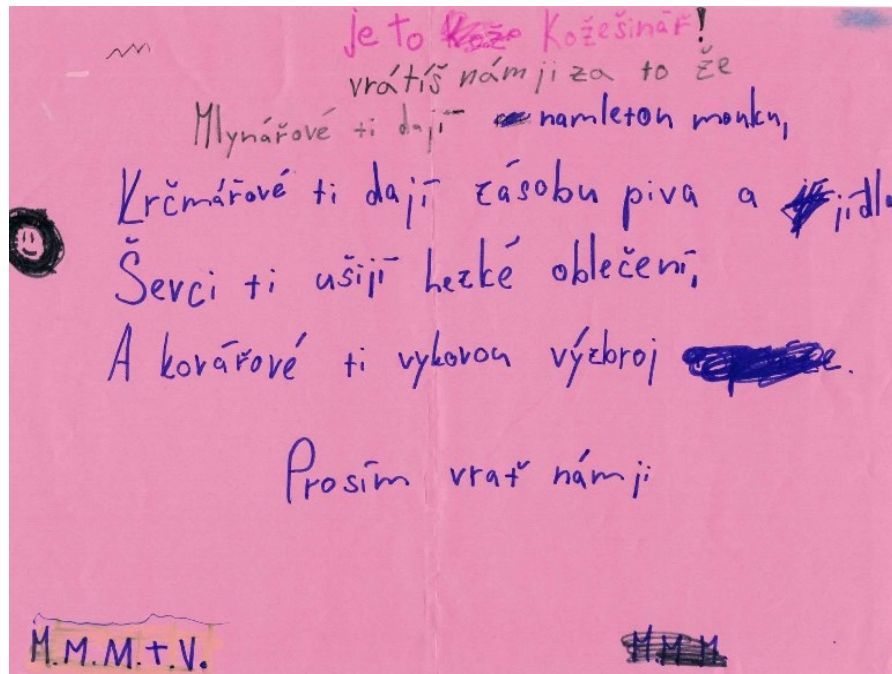 je to Kožešinář!
vrátíš nám ji za to že
Mlynářové ti dají namletou mouku,
Krčmářové ti dají zásobu piva a jídla
Ševci ti ušijí hezké oblečení,
A kovářové ti vykovou výzbroj
Prosím vrať nám ji
M.M.M.+.V.
M.M.M